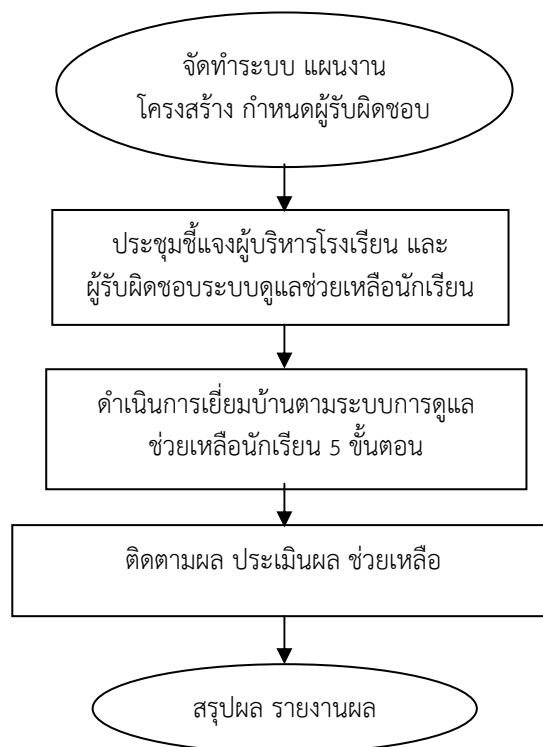 จัดทำระบบ แผนงาน
โครงสร้าง กำหนดผู้รับผิดชอบ
ประชุมชี้แจงผู้บริหารโรงเรียน และ
ผู้รับผิดชอบระบบดูแลช่วยเหลือนักเรียน
ดำเนินการเยี่ยมบ้านตามระบบการดูแล
ช่วยเหลือนักเรียน 5 ขั้นตอน
ติดตามผล ประเมินผล ช่วยเหลือ
สรุปผล รายงานผล